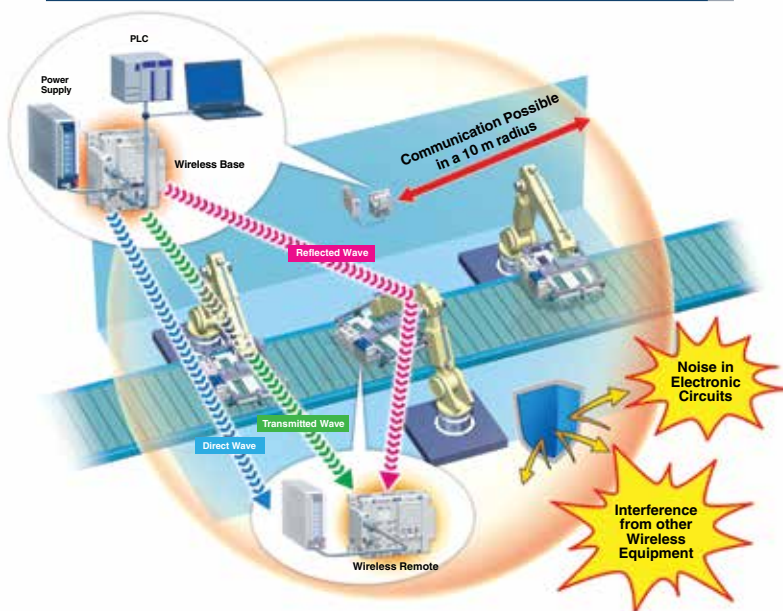 PLC
Power
Supply
Wireless Base
Communication Possible
in a 10 m radius
Reflected Wave
Noise in
Electronic
Circuits
Transmitted Wave
Direct Wave
Interference
from other
Wireless
Equipment
Wireless Remote